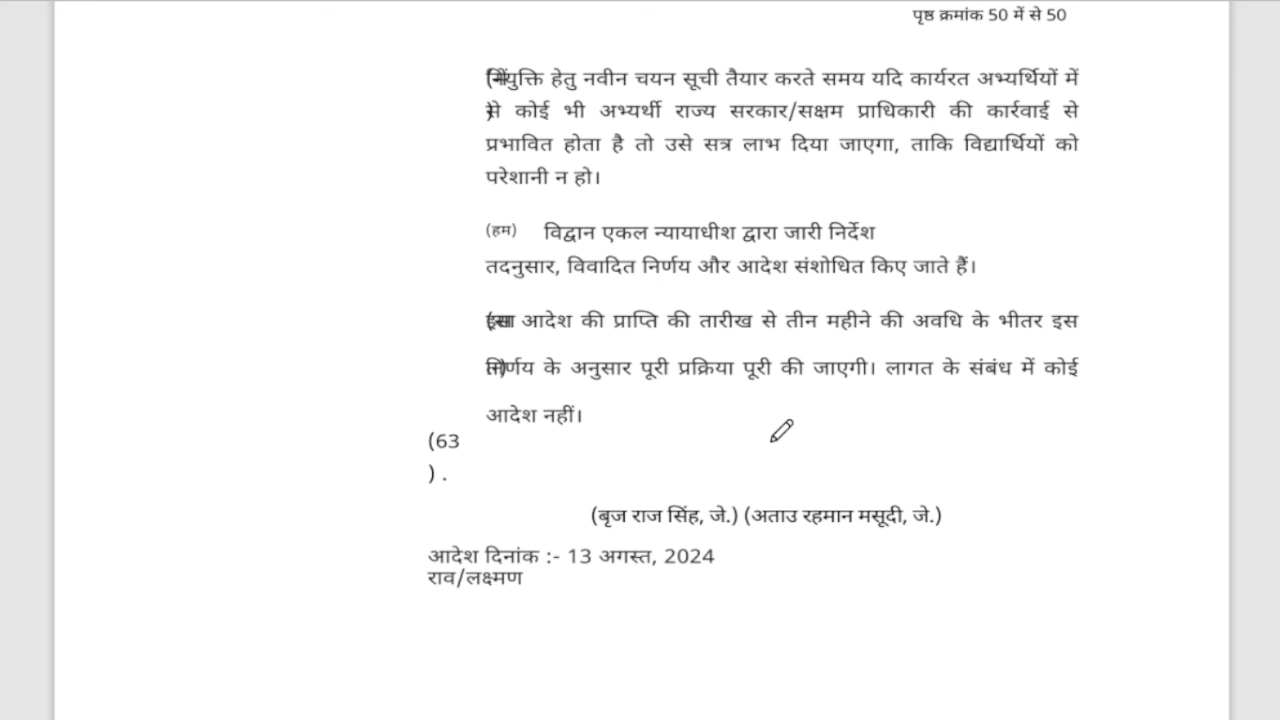 पृष्ठ क्रमांक 50 में से 50
नियुक्ति हेतु नवीन चयन सूची तैयार करते समय यदि कार्यरत अभ्यर्थियों में
से कोई भी अभ्यर्थी राज्य सरकार/सक्षम प्राधिकारी की कार्रवाई से
प्रभावित होता है तो उसे सत्र लाभ दिया जाएगा, ताकि विद्यार्थियों को
परेशानी न हो।
(हम) विद्वान एकल न्यायाधीश द्वारा जारी निर्देश
तदनुसार, विवादित निर्णय और आदेश संशोधित किए जाते हैं।
इस आदेश की प्राप्ति की तारीख से तीन महीने की अवधि के भीतर इस
निर्णय के अनुसार पूरी प्रक्रिया पूरी की जाएगी। लागत के संबंध में कोई
आदेश नहीं।
(63
) .
(बृज राज सिंह, जे.) (अताउ रहमान मसूदी, जे.)
आदेश दिनांक :- 13 अगस्त, 2024
राव/लक्ष्मण